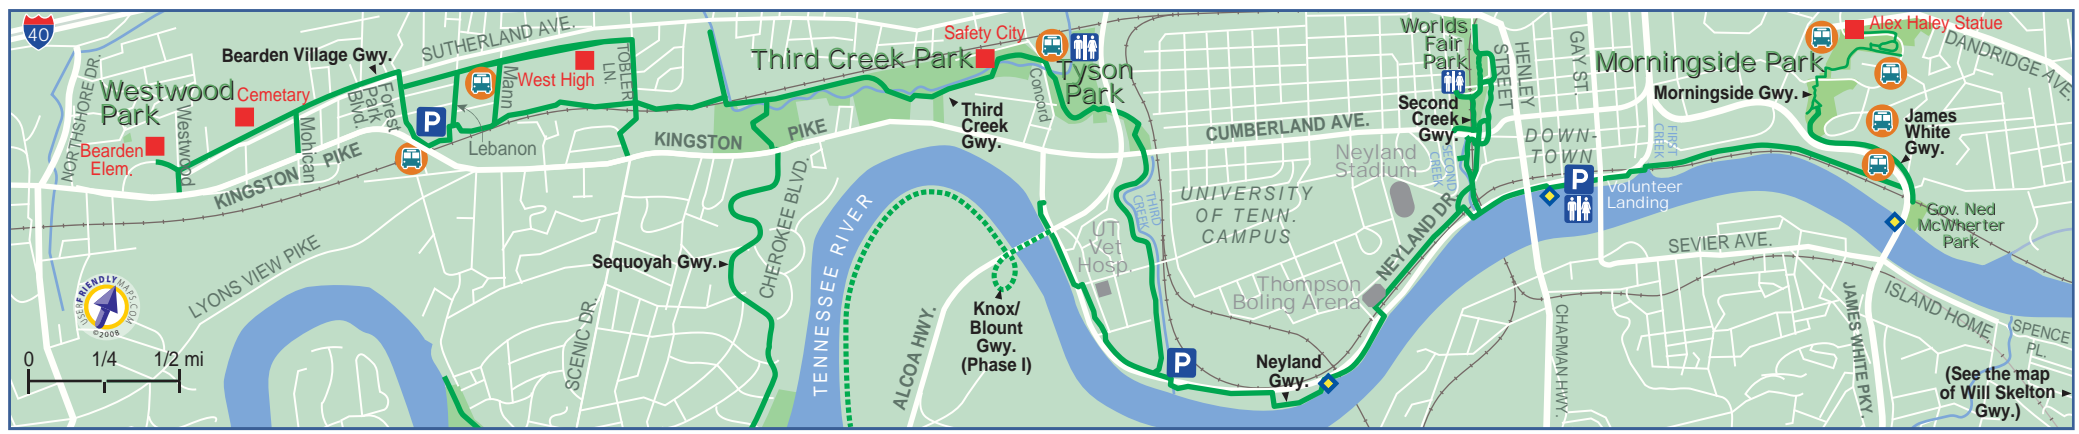 40
NORTHSHORE DR.
Bearden Village Gwy.
SUTHERLAND AVE.
TOBLER
LN.
Westwood
Park
Cemetary
Westwood
Bearden
Elem.
Mohican
Forest
Park
Blvd.
P
Mann
West High
Lebanon
KINGSTON
PIKE
KINGSTON
PIKE
LYONS VIEW PIKE
USERFRIENDLYMAPS.COM
©2008
0
1/4
1/2 mi
Sequoyah Gwy.
SCENIC DR.
CHEROKEE BLVD.
Third Creek Park
Safety City
Third
Creek
Gwy.
Concord
Tyson
Park
TENNESSEE RIVER
ALCOA HWY.
Knox/
Blount
Gwy.
(Phase I)
UT
Vet
Hosp.
THIRD
CREEK
P
CUMBERLAND AVE.
UNIVERSITY
OF TENN.
CAMPUS
Neyland
Stadium
Thompson
Boling Arena
NEYLAND DR.
Neyland
Gwy.
Worlds
Fair
Park
Second
Creek
Gwy.
SECOND
CREEK
HENLEY
STREET
GAY ST.
DOWN-
TOWN
FIRST
CREEK
P
Volunteer
Landing
CHAPMAN HWY.
SEVIER AVE.
Morningside Park
Morningside Gwy.
Alex Haley Statue
DANDRIDGE AVE.
James
White
Gwy.
Gov. Ned
McWherter
Park
JAMES WHITE PKY.
ISLAND HOME
SPENCE
PL.
(See the map
of Will Skelton
Gwy.)